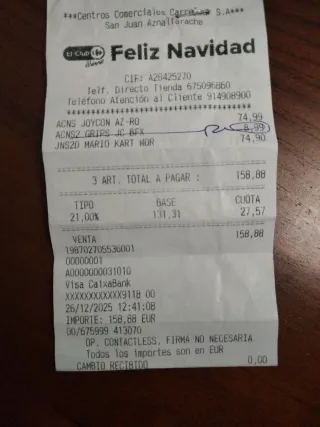 ***Centros Comerciales Carrefour S.A***
San Juan Aznalfarache
El Club Feliz Navidad
CIF: A28425270
Telf. Directo Tienda 675096860
Teléfono Atención al Cliente 914908900
ACNS JOYCON AZ-RO 74,99
ACNS2 GRIPS JC BFX 8,99
JNS2D MARIO KART WOR 74,90
3 ART. TOTAL A PAGAR : 158,88
TIPO BASE CUOTA
21,00% 131,31 27,57
VENTA 158,88
198702705536001
00000001
A0000000031010
Visa CaixaBank
XXXXXXXXXXXX9118 00
26/12/2025 12:41:08
IMPORTE: 158,88 EUR
00/675999 413070
OP. CONTACTLESS, FIRMA NO NECESARIA
Todos los importes son en EUR
CAMBIO RECIBIDO 0,00